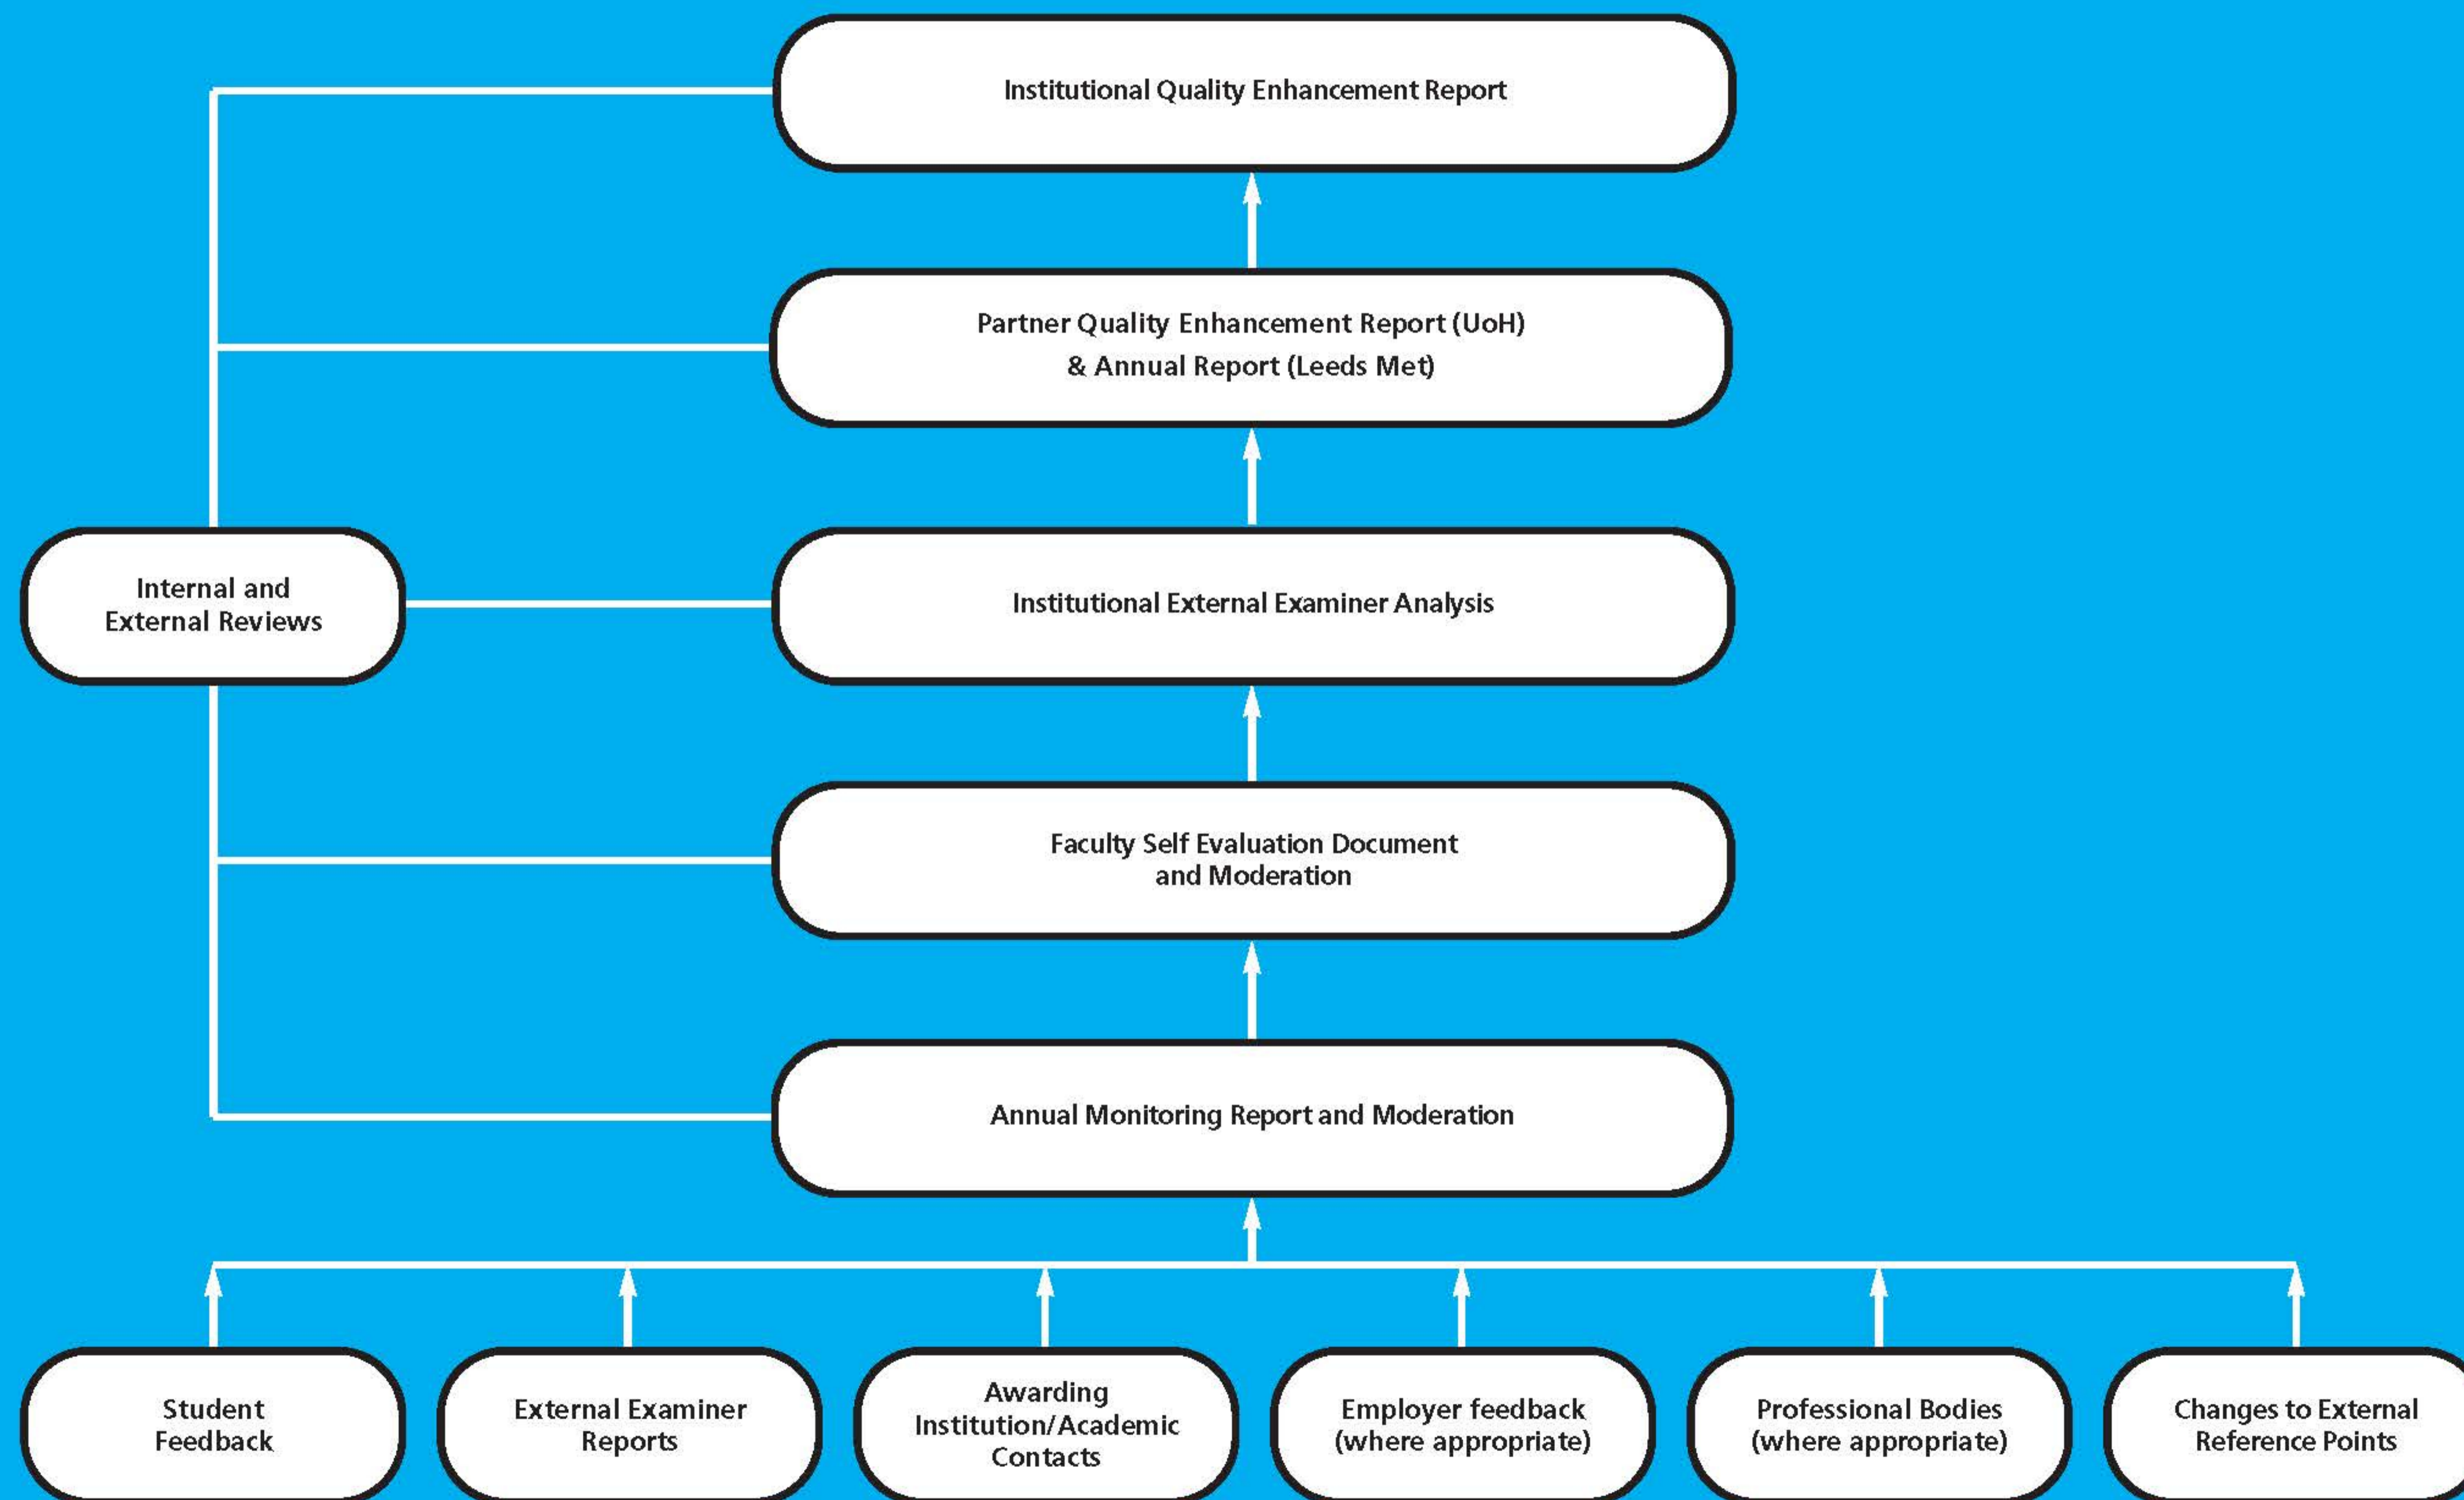 Institutional Quality Enhancement Report
Partner Quality Enhancement Report (UoH)
& Annual Report (Leeds Met)
Internal and
External Reviews
Institutional External Examiner Analysis
Faculty Self Evaluation Document
and Moderation
Annual Monitoring Report and Moderation
Student
Feedback
External Examiner
Reports
Awarding
Institution/Academic
Contacts
Employer feedback
(where appropriate)
Professional Bodies
(where appropriate)
Changes to External
Reference Points